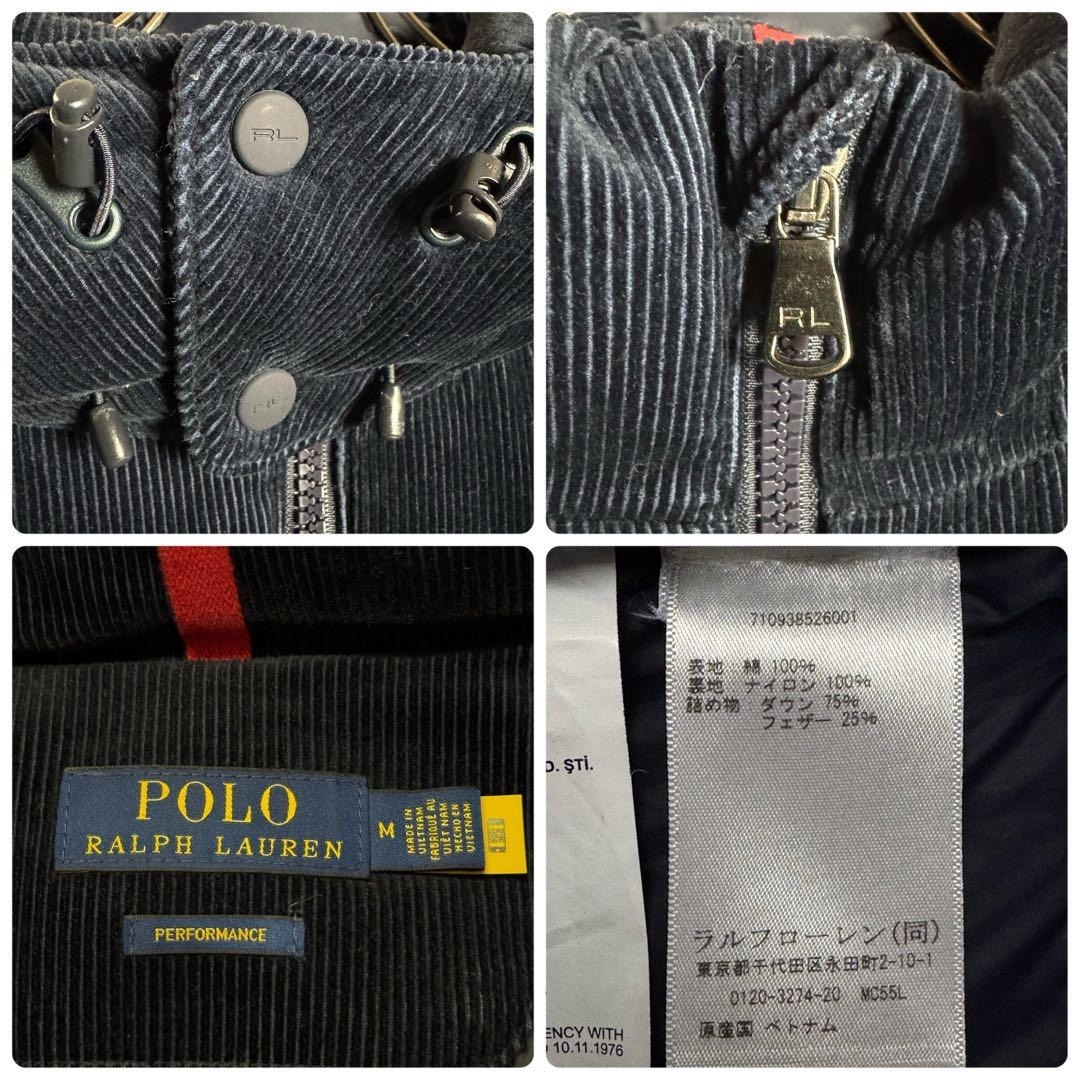 RL
RL
RL
POLO
RALPH LAUREN
M
MADE IN
VIETNAM
FABRIQUÉ AU
VIÊT NAM
HECHO EN
VIETNAM
PERFORMANCE
710938526001
表地 綿 100%
裏地 ナイロン 100%
詰め物 ダウン 75%
フェザー 25%
D. ŞTİ.
ラルフローレン(同)
東京都千代田区永田町2-10-1
0120-3274-20 MC55L
原産国 ベトナム
ENCY WITH
10.11.1976